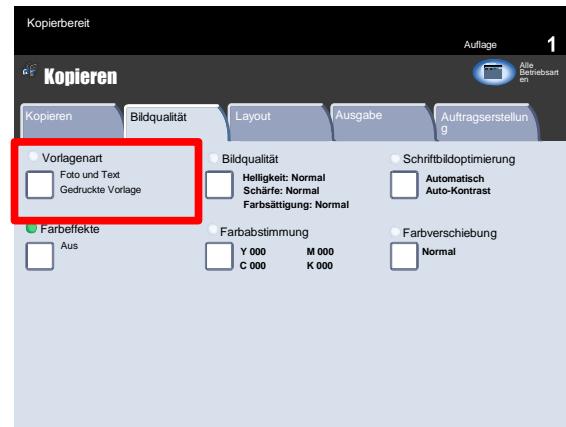 Kopierbereit
Auflage 1
Kopieren
Alle
Betriebsart
en
Kopieren
Bildqualität
Layout
Ausgabe
Auftragserstellun
g
Vorlagenart
Foto und Text
Gedruckte Vorlage
Bildqualität
Helligkeit: Normal
Schärfe: Normal
Farbsättigung: Normal
Schriftbildoptimierung
Automatisch
Auto-Kontrast
Farbeffekte
Aus
Farbabstimmung
Y 000 M 000
C 000 K 000
Farbverschiebung
Normal